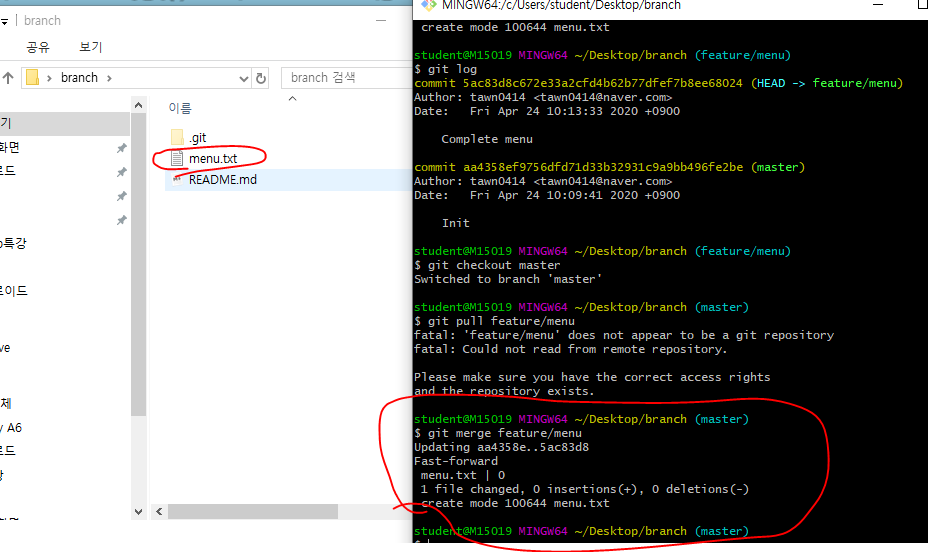 branch
공유 보기
branch
branch 검색
이름
기
화면
로드
.git
menu.txt
README.md
특강
로이드
ve
체
A6
로드
MINGW64:/c/Users/student/Desktop/branch
create mode 100644 menu.txt
student@M15019 MINGW64 ~/Desktop/branch (feature/menu)
$ git log
commit 5ac83d8c672e33a2cfd4b62b77dfef7b8ee68024 (HEAD -> feature/menu)
Author: tawn0414 <tawn0414@naver.com>
Date:   Fri Apr 24 10:13:33 2020 +0900
Complete menu
commit aa4358ef9756dfd71d33b32931c9a9bb496fe2be (master)
Author: tawn0414 <tawn0414@naver.com>
Date:   Fri Apr 24 10:09:41 2020 +0900
Init
student@M15019 MINGW64 ~/Desktop/branch (feature/menu)
$ git checkout master
Switched to branch 'master'
student@M15019 MINGW64 ~/Desktop/branch (master)
$ git pull feature/menu
fatal: 'feature/menu' does not appear to be a git repository
fatal: Could not read from remote repository.
Please make sure you have the correct access rights
and the repository exists.
student@M15019 MINGW64 ~/Desktop/branch (master)
$ git merge feature/menu
Updating aa4358e..5ac83d8
Fast-forward
menu.txt | 0
1 file changed, 0 insertions(+), 0 deletions(-)
create mode 100644 menu.txt
student@M15019 MINGW64 ~/Desktop/branch (master)
$